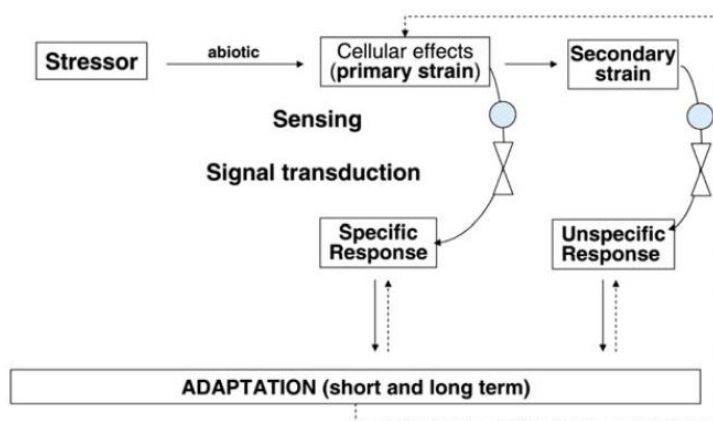 Stressor
abiotic
Cellular effects
(primary strain)
Secondary
strain
Sensing
Signal transduction
Specific
Response
Unspecific
Response
ADAPTATION (short and long term)